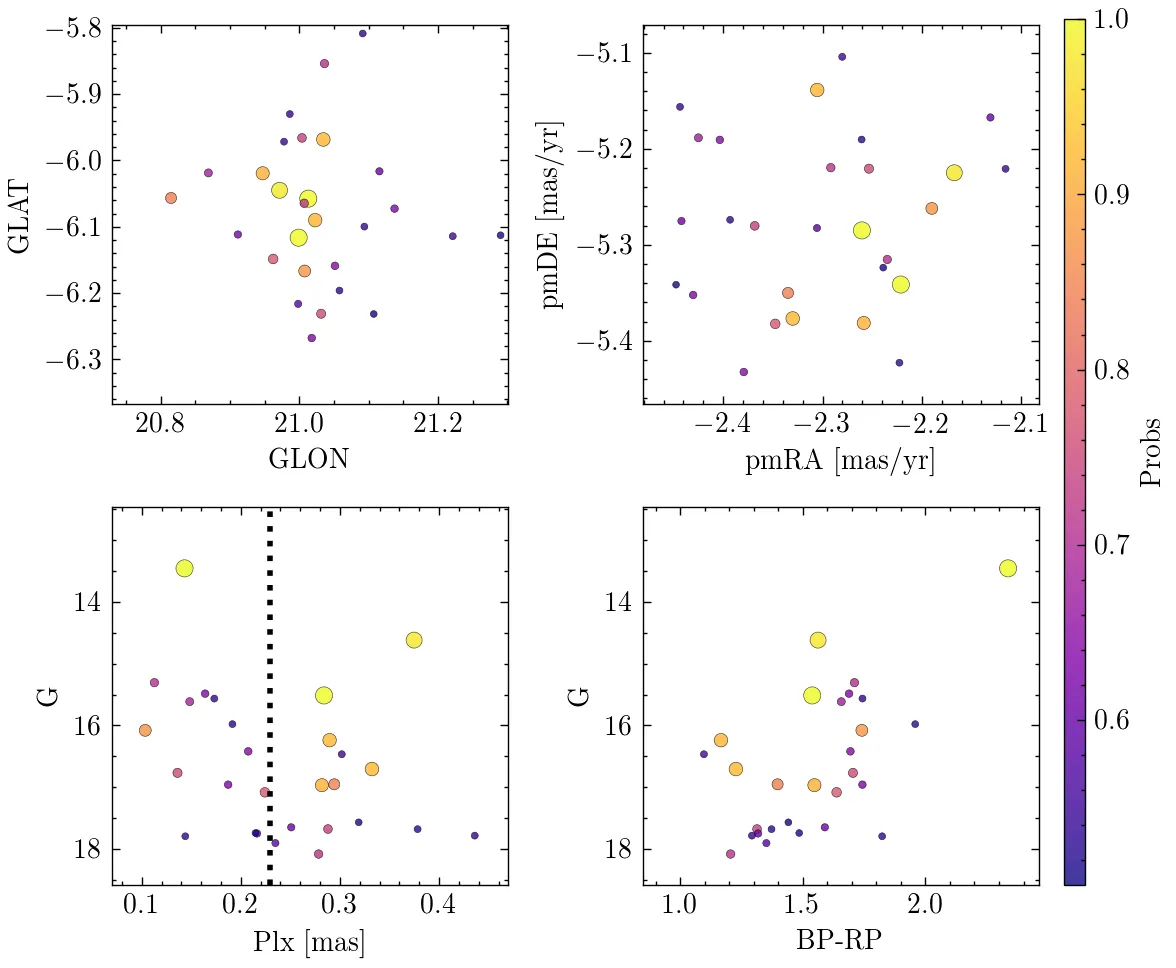 −5.8
−5.9
−6.0
−6.1
−6.2
−6.3
GLAT
20.8 21.0 21.2
GLON
−5.1
−5.2
−5.3
−5.4
pmDE [mas/yr]
−2.4 −2.3 −2.2 −2.1
pmRA [mas/yr]
14
16
18
G
0.1 0.2 0.3 0.4
Plx [mas]
14
16
18
G
1.0 1.5 2.0
BP-RP
1.0
0.9
0.8
0.7
0.6
Probs